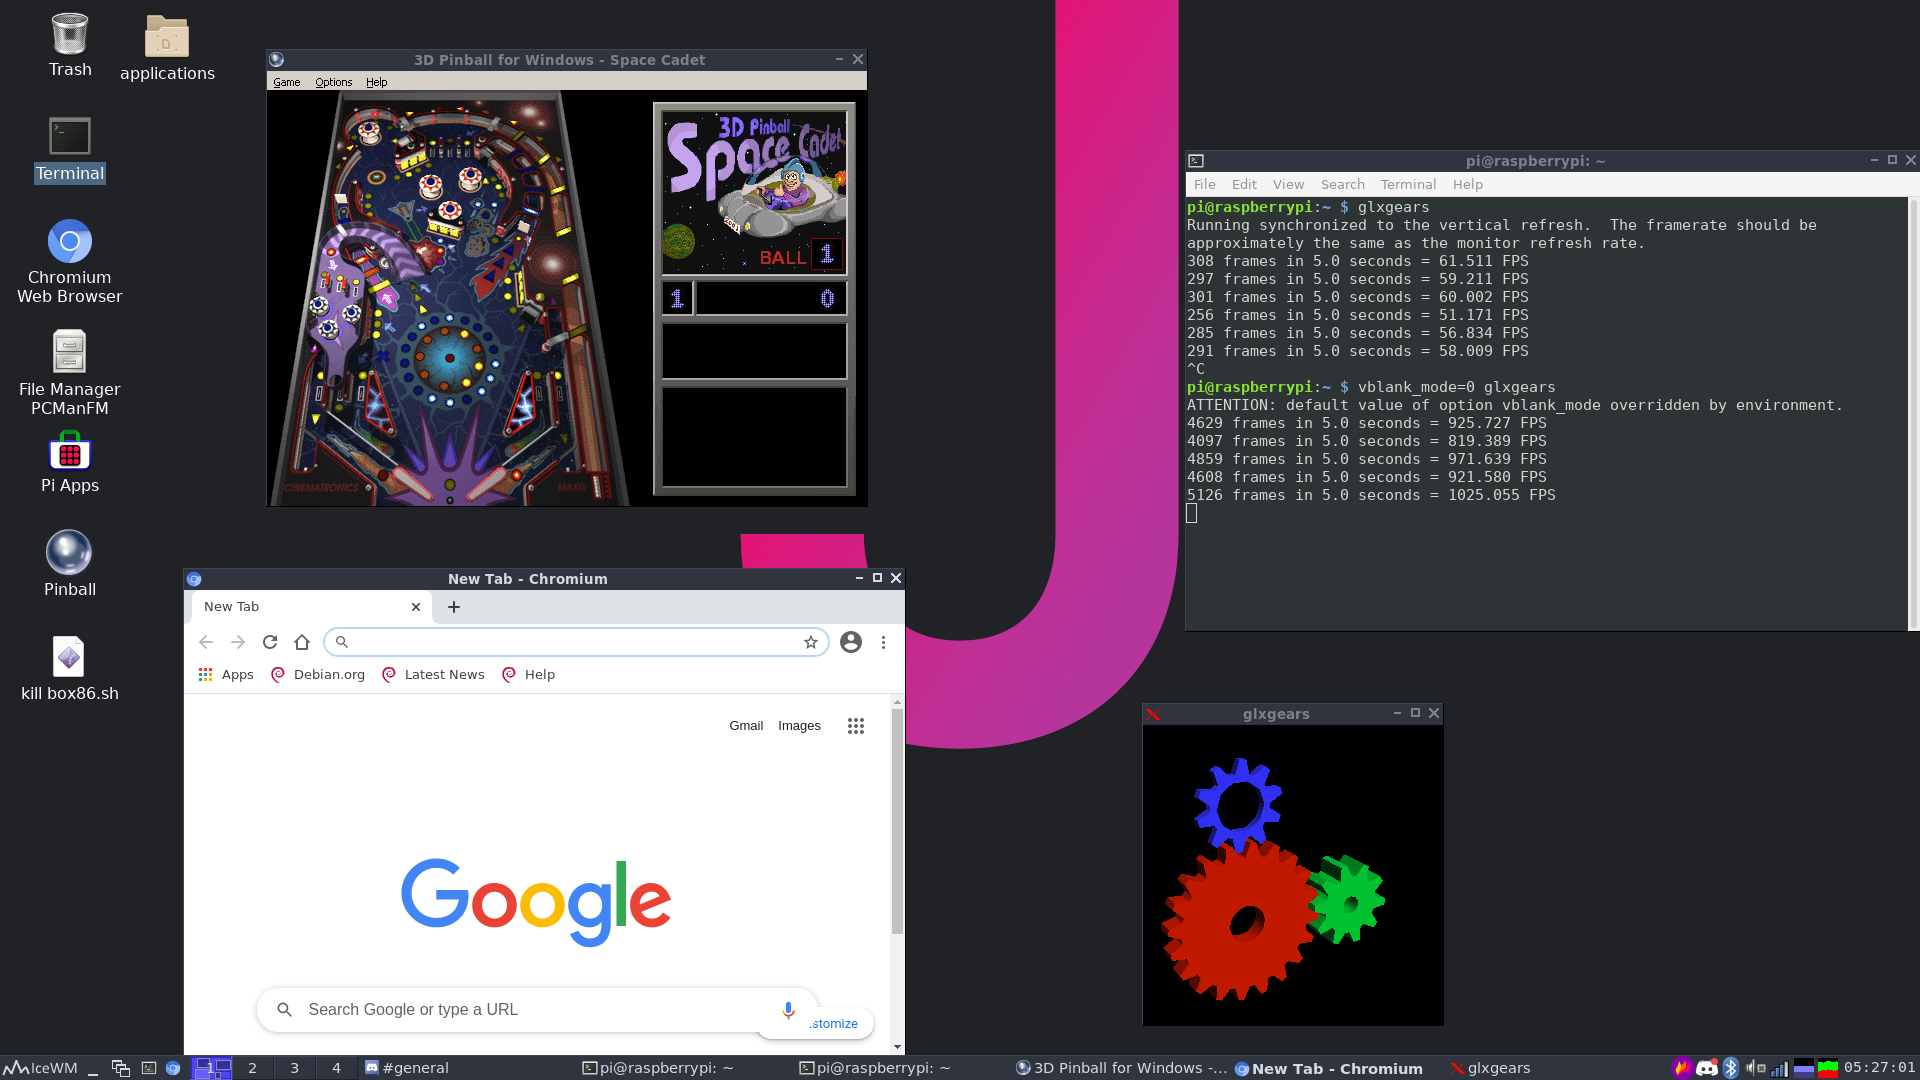 Trash
applications
Terminal
Chromium
Web Browser
File Manager
PCManFM
Pi Apps
Pinball
kill box86.sh
3D Pinball for Windows - Space Cadet
Game Options Help
3D Pinball
Space Cadet
BALL 1
1 0
CINEMATRONICS
MAXIS
pi@raspberrypi: ~
File Edit View Search Terminal Help
pi@raspberrypi:~ $ glxgears
Running synchronized to the vertical refresh.  The framerate should be
approximately the same as the monitor refresh rate.
308 frames in 5.0 seconds = 61.511 FPS
297 frames in 5.0 seconds = 59.211 FPS
301 frames in 5.0 seconds = 60.002 FPS
256 frames in 5.0 seconds = 51.171 FPS
285 frames in 5.0 seconds = 56.834 FPS
291 frames in 5.0 seconds = 58.009 FPS
^C
pi@raspberrypi:~ $ vblank_mode=0 glxgears
ATTENTION: default value of option vblank_mode overridden by environment.
4629 frames in 5.0 seconds = 925.727 FPS
4097 frames in 5.0 seconds = 819.389 FPS
4859 frames in 5.0 seconds = 971.639 FPS
4608 frames in 5.0 seconds = 921.580 FPS
5126 frames in 5.0 seconds = 1025.055 FPS
New Tab - Chromium
New Tab
Apps Debian.org Latest News Help
Gmail Images
Google
Search Google or type a URL
stomize
glxgears
IceWM 1 2 3 4 #general pi@raspberrypi: ~ pi@raspberrypi: ~ 3D Pinball for Windows -... New Tab - Chromium glxgears 05:27:01